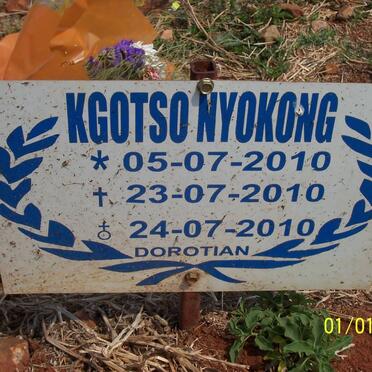 KGOTSO NYOKONG
* 05-07-2010
† 23-07-2010
♁ 24-07-2010
DOROTIAN
01/01